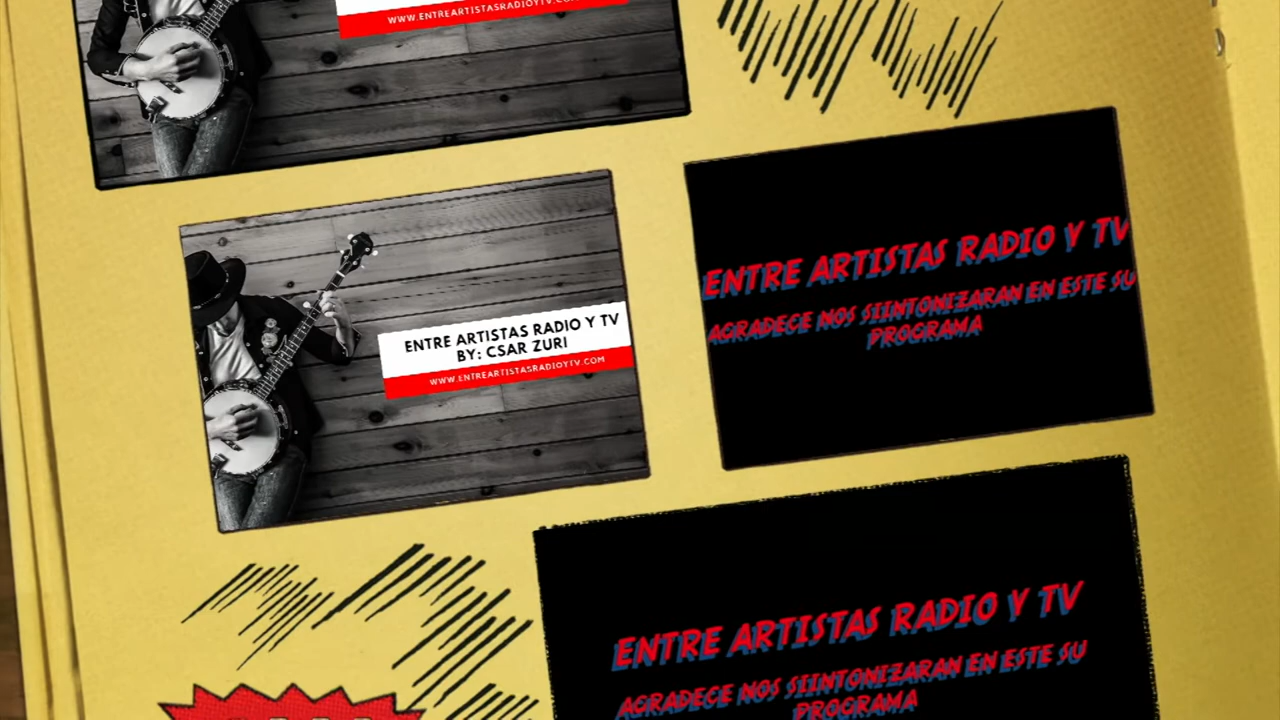 WWW.ENTREARTISTASRADIOYTV.COM
ENTRE ARTISTAS RADIO Y TV
BY: CSAR ZURI
WWW.ENTREARTISTASRADIOYTV.COM
ENTRE ARTISTAS RADIO Y TV
AGRADECE NOS SIINTONIZARAN EN ESTE SU
PROGRAMA
ENTRE ARTISTAS RADIO Y TV
AGRADECE NOS SIINTONIZARAN EN ESTE SU
PROGRAMA